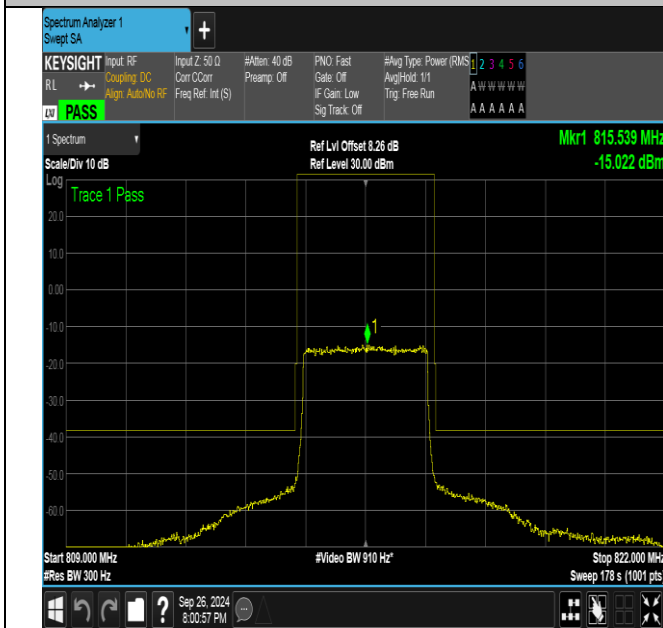 Spectrum Analyzer 1
Swept SA
+
KEYSIGHT Input: RF Input Z: 50 Ω #Atten: 40 dB PNO: Fast #Avg Type: Power (RMS 1 2 3 4 5 6
RL Coupling: DC Corr CCorr Preamp: Off Gate: Off Avg|Hold: 1/1 A W W W W W
Align: Auto/No RF Freq Ref: Int (S) IF Gain: Low Trig: Free Run
LXI PASS Sig Track: Off A A A A A A
1 Spectrum Ref Lvl Offset 8.26 dB Mkr1 815.539 MHz
Scale/Div 10 dB Ref Level 30.00 dBm -15.022 dBm
Log
Trace 1 Pass
20.0
10.0
0.00
-10.0
1
-20.0
-30.0
-40.0
-50.0
-60.0
Start 809.000 MHz #Video BW 910 Hz* Stop 822.000 MHz
#Res BW 300 Hz Sweep 178 s (1001 pts)
? Sep 26, 2024
8:00:57 PM